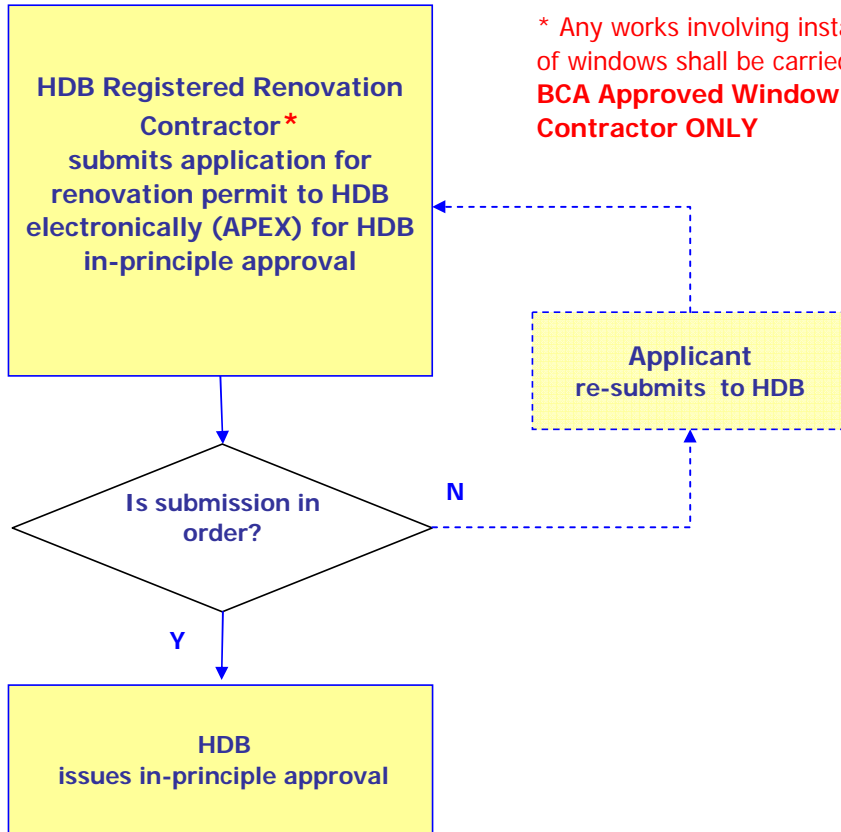 HDB Registered Renovation
Contractor*
submits application for
renovation permit to HDB
electronically (APEX) for HDB
in-principle approval
* Any works involving
of windows shall be
BCA Approved Window
Contractor ONLY
Applicant
re-submits to HDB
Is submission in
order?
N
Y
HDB
issues in-principle approval